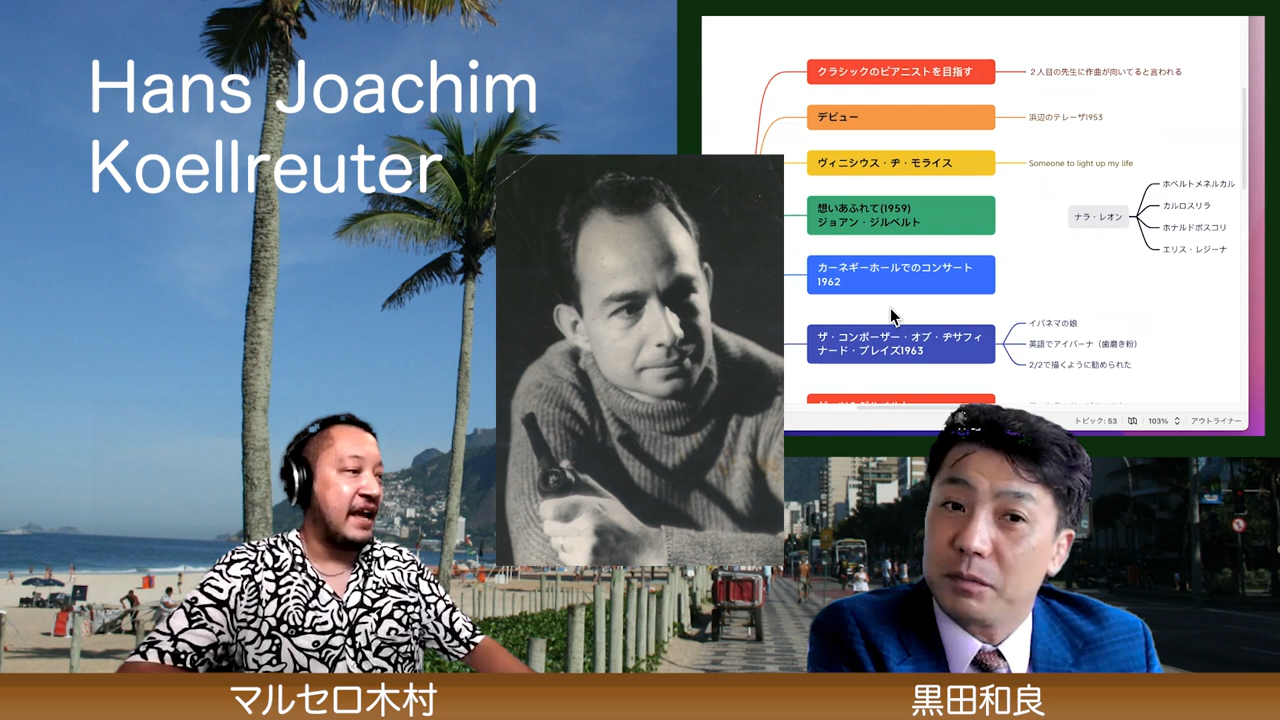 Hans Joachim
Koellreuter
クラシックのピアニストを目指す
２人目の先生に作曲が向いてると言われる
デビュー
浜辺のテレーザ1953
ヴィニシウス・ヂ・モライス
Someone to light up my life
想いあふれて(1959)
ジョアン・ジルベルト
ナラ・レオン
ホベルトメネルカル
カルロスリラ
ホナルドボスコリ
エリス・レジーナ
カーネギーホールでのコンサート
1962
ザ・コンポーザー・オブ・ヂサフィ
ナード・プレイズ1963
イパネマの娘
英語でアイパーナ（歯磨き粉）
2/2で描くように勧められた
トピック: 53
103%
アウトライナー
マルセロ木村
黒田和良